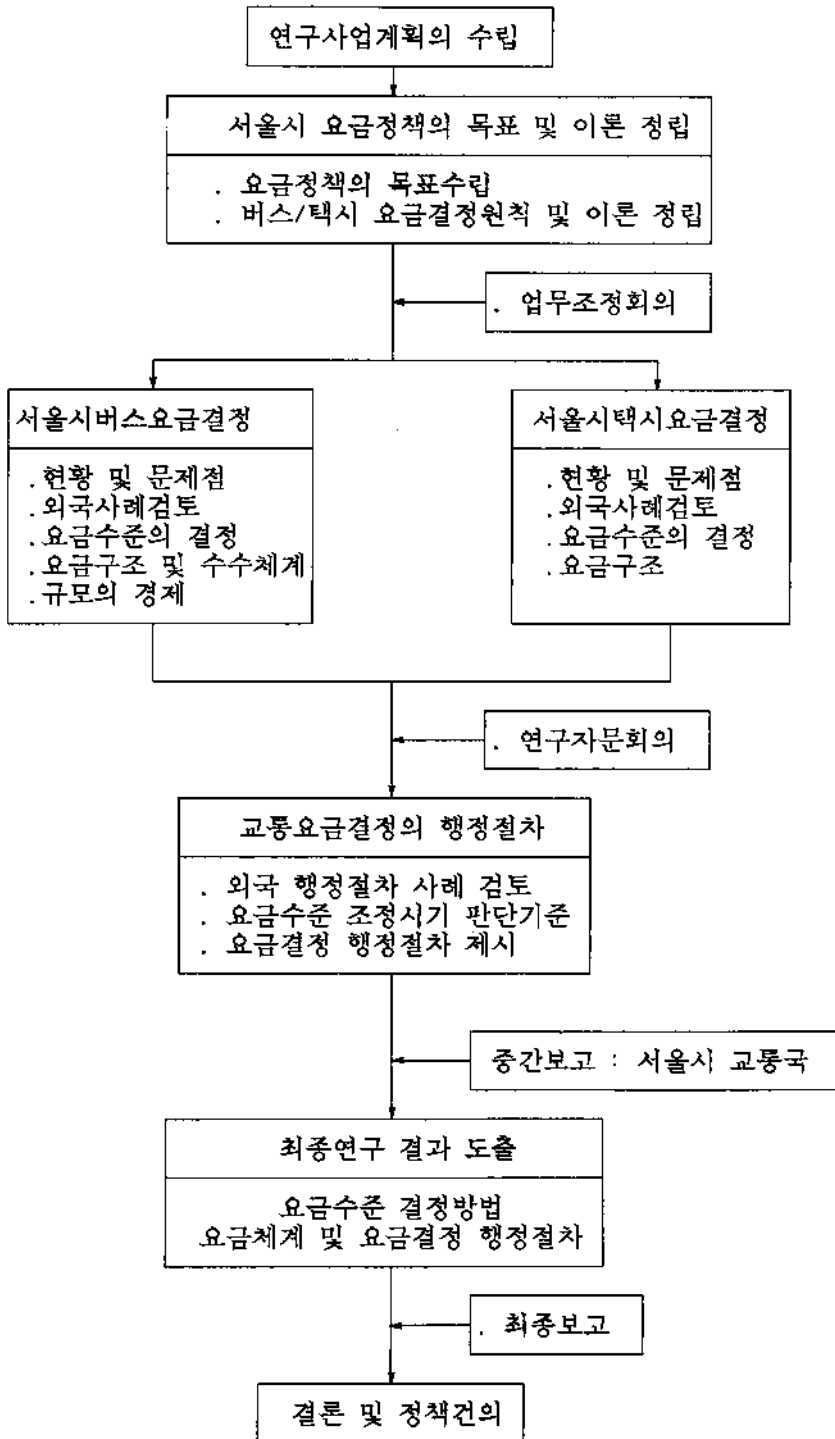 연구사업계획의 수립
서울시 요금정책의 목표 및 이론 정립
. 요금정책의 목표수립
. 버스/택시 요금결정원칙 및 이론 정립
. 업무조정회의
서울시버스요금결정
.현황 및 문제점
.외국사례검토
.요금수준의 결정
.요금구조 및 수수체계
.규모의 경제
서울시택시요금결정
.현황 및 문제점
.외국사례검토
.요금수준의 결정
.요금구조
. 연구자문회의
교통요금결정의 행정절차
. 외국 행정절차 사례 검토
. 요금수준 조정시기 판단기준
. 요금결정 행정절차 제시
중간보고 : 서울시 교통국
최종연구 결과 도출
요금수준 결정방법
요금체계 및 요금결정 행정절차
. 최종보고
결론 및 정책건의